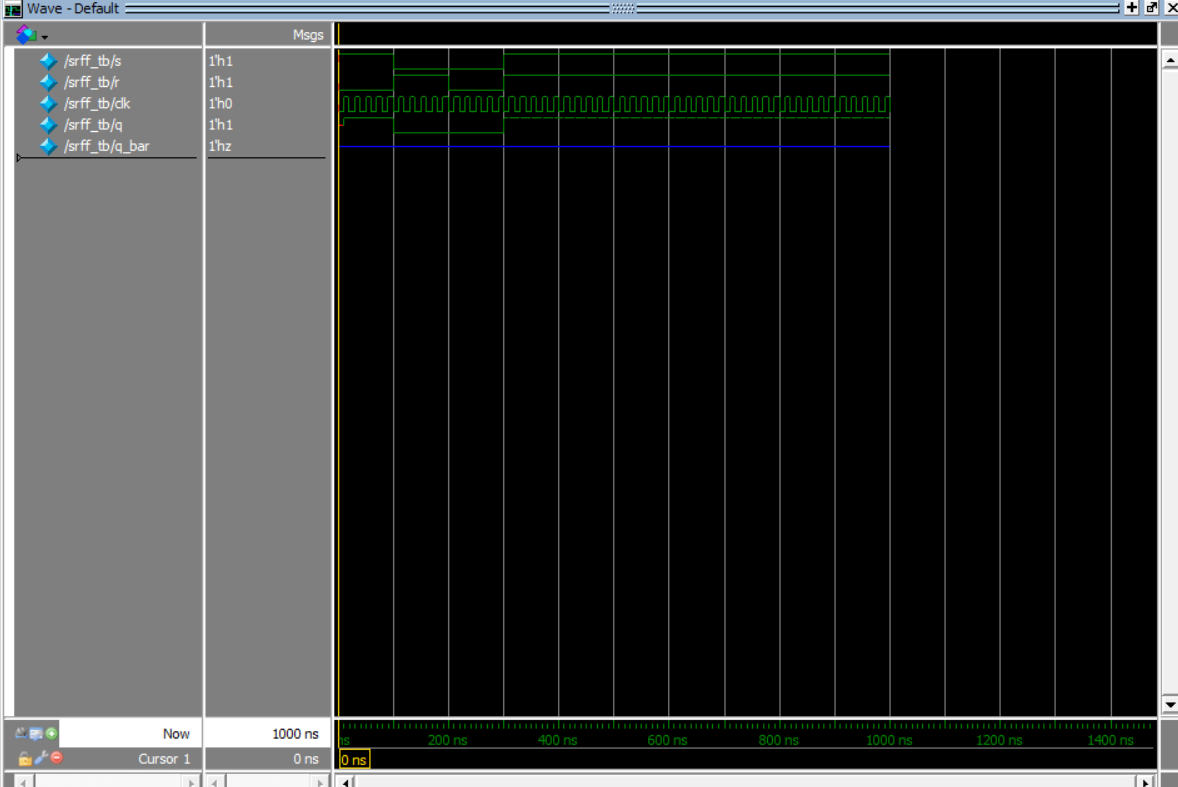 Wave - Default
Msgs
/srff_tb/s 1'h1
/srff_tb/r 1'h1
/srff_tb/clk 1'h0
/srff_tb/q 1'h1
/srff_tb/q_bar 1'hz
Now 1000 ns
ns 200 ns 400 ns 600 ns 800 ns 1000 ns 1200 ns 1400 ns
Cursor 1 0 ns
0 ns